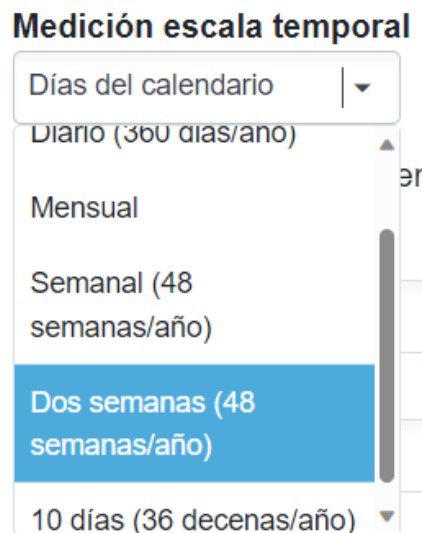 Medición escala temporal
Días del calendario
Diario (360 días/año)
Mensual
Semanal (48
semanas/año)
Dos semanas (48
semanas/año)
10 días (36 decenas/año)